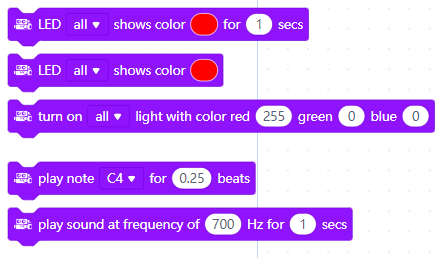 LED all shows color for 1 secs
LED all shows color
turn on all light with color red 255 green 0 blue 0
play note C4 for 0.25 beats
play sound at frequency of 700 Hz for 1 secs